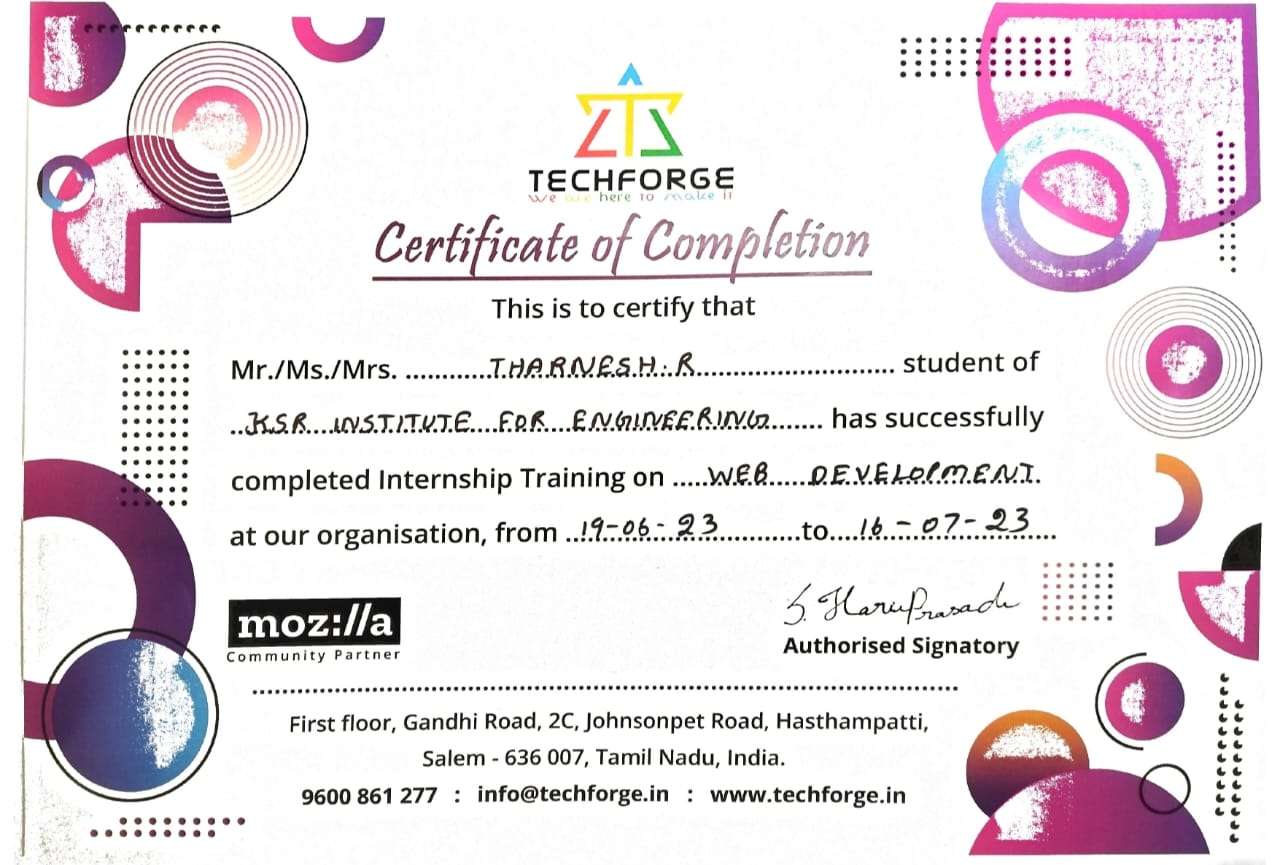 TECHFORGE
We are here to make it
Certificate of Completion
This is to certify that
Mr./Ms./Mrs. ...........THARNESH.R................................. student of
..KSR...INSTITUTE...FOR...ENGINEERING....... has successfully
completed Internship Training on .....WEB......DEVELOPMENT.
at our organisation, from ..19-06-23............to....16-07-23....
moz://a
Community Partner
S. HariPrasadh
Authorised Signatory
First floor, Gandhi Road, 2C, Johnsonpet Road, Hasthampatti,
Salem - 636 007, Tamil Nadu, India.
9600 861 277 : info@techforge.in : www.techforge.in